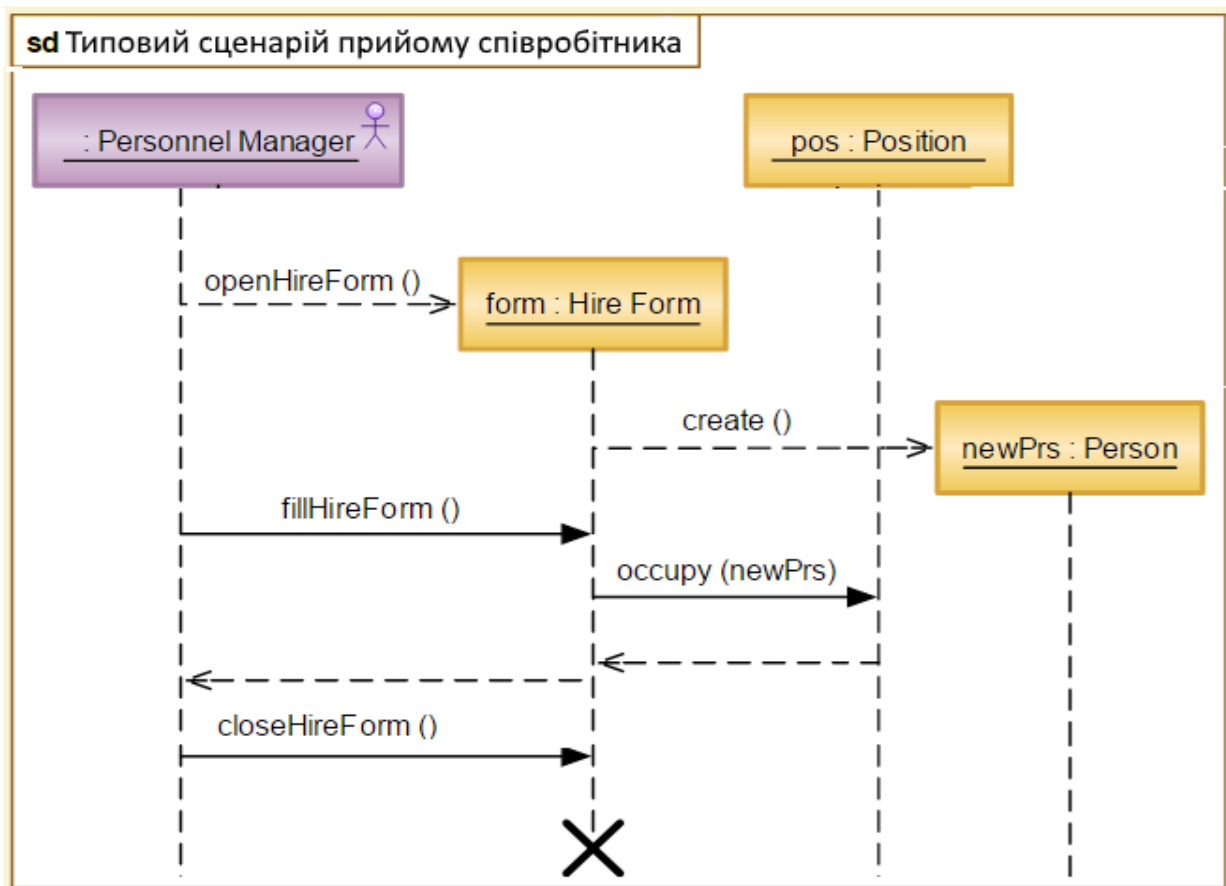 sd Типовий сценарій прийому співробітника
: Personnel Manager
pos : Position
openHireForm ()
form : Hire Form
create ()
newPrs : Person
fillHireForm ()
occupy (newPrs)
closeHireForm ()